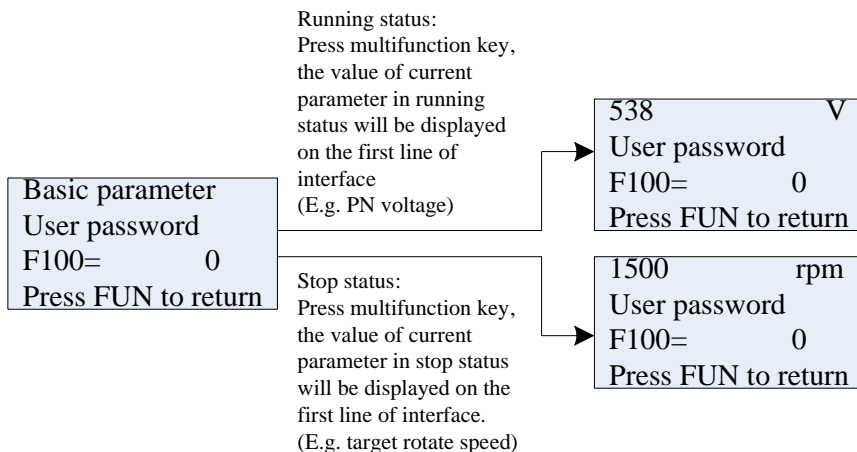 Running status:
Press multifunction key,
the value of current
parameter in running
status will be displayed
on the first line of
interface
(E.g. PN voltage)
Basic parameter
User password
F100= 0
Press FUN to return
538 V
User password
F100= 0
Press FUN to return
Stop status:
Press multifunction key,
the value of current
parameter in stop status
will be displayed on the
first line of interface.
(E.g. target rotate speed)
1500 rpm
User password
F100= 0
Press FUN to return